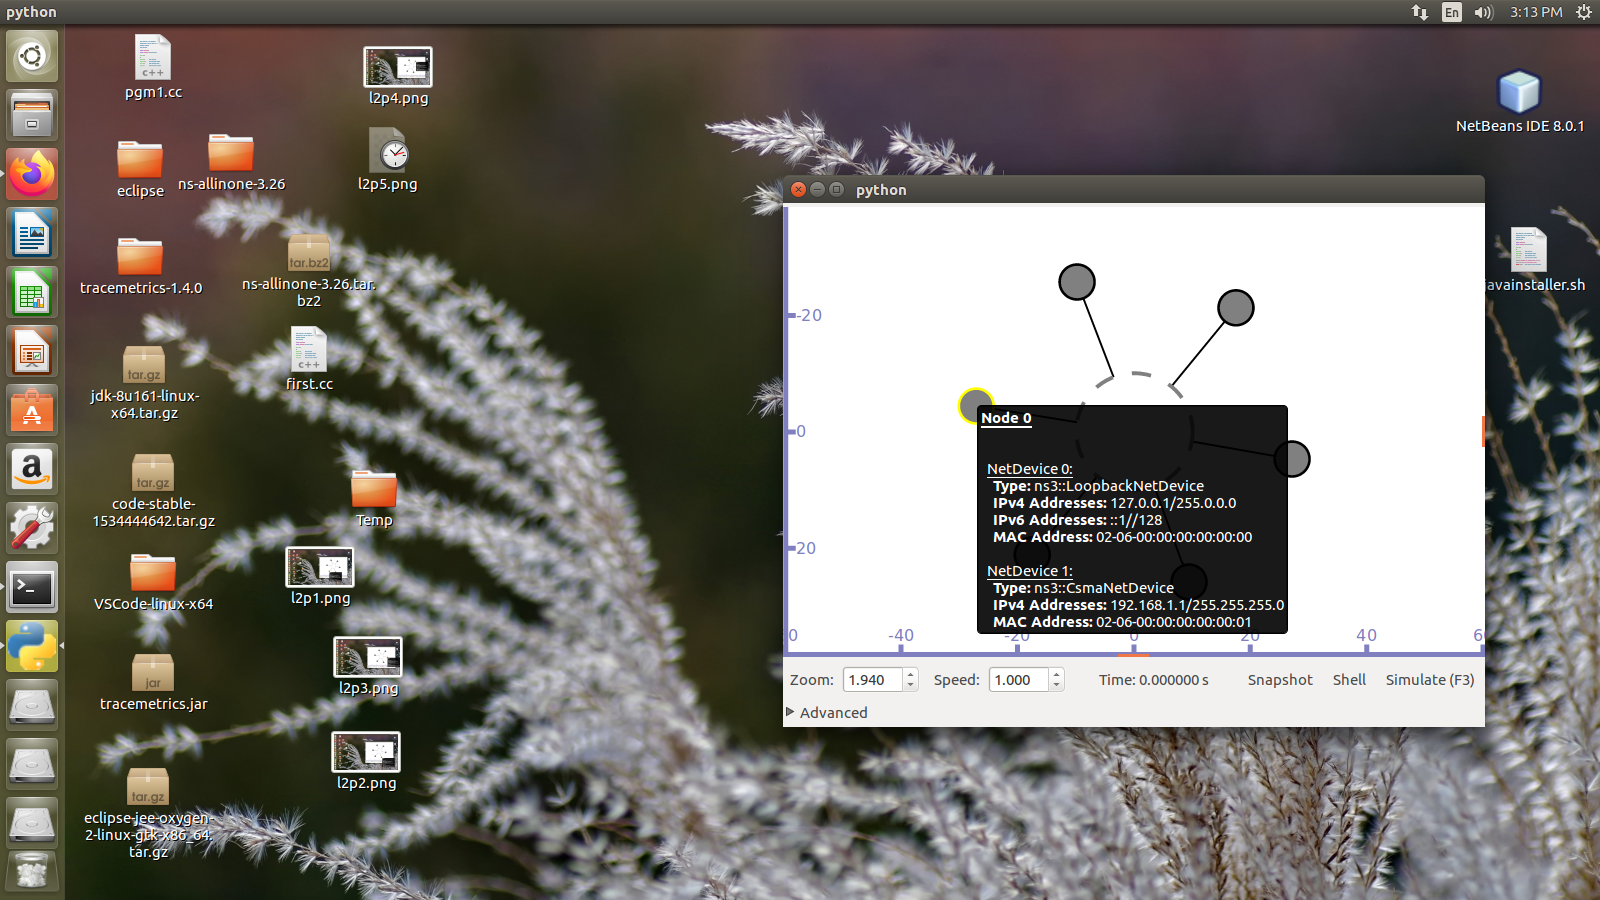 python
En
3:13 PM
pgm1.cc
l2p4.png
eclipse
ns-allinone-3.26
l2p5.png
NetBeans IDE 8.0.1
tracemetrics-1.4.0
ns-allinone-3.26.tar.
bz2
first.cc
jdk-8u161-linux-
x64.tar.gz
code-stable-
1534444642.tar.gz
Temp
l2p1.png
VSCode-linux-x64
l2p3.png
tracemetrics.jar
l2p2.png
eclipse-jee-oxygen-
2-linux-gtk-x86_64.
tar.gz
javainstaller.sh
c++
tar.bz2
c++
tar.gz
tar.gz
jar
tar.gz
python
-20
0
20
Node 0
NetDevice 0:
Type: ns3::LoopbackNetDevice
IPv4 Addresses: 127.0.0.1/255.0.0.0
IPv6 Addresses: ::1//128
MAC Address: 02-06-00:00:00:00:00:00
NetDevice 1:
Type: ns3::CsmaNetDevice
IPv4 Addresses: 192.168.1.1/255.255.255.0
MAC Address: 02-06-00:00:00:00:00:01
0 -40 -20 0 20 40
Zoom: 1.940 Speed: 1.000 Time: 0.000000 s Snapshot Shell Simulate (F3)
Advanced